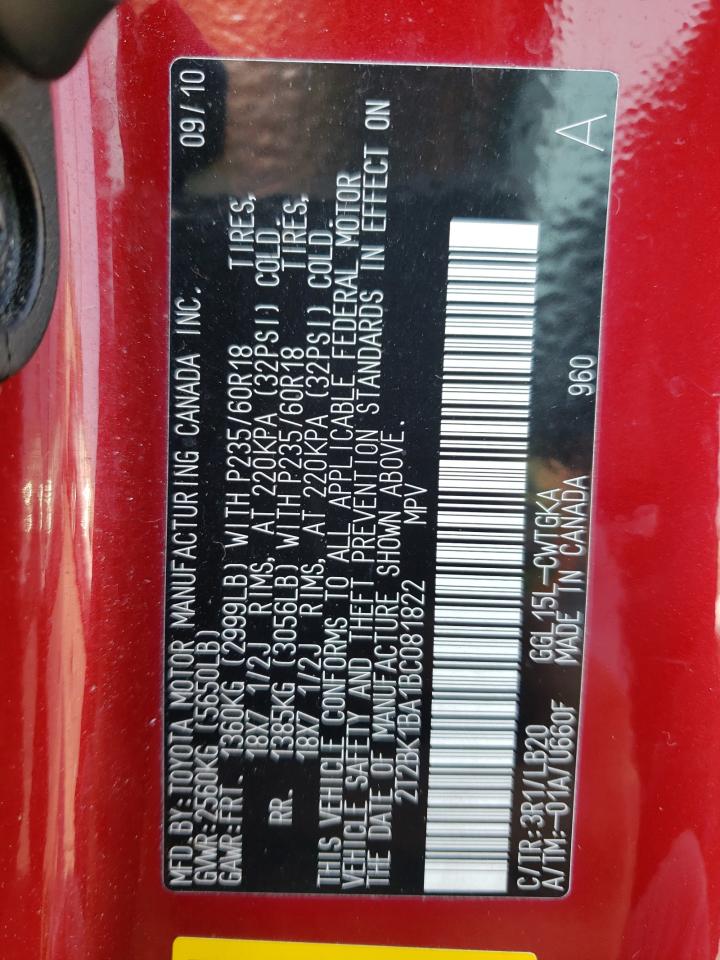 MFD.BY:TOYOTA MOTOR MANUFACTURING CANADA INC. 09/10
GVWR:2560KG (5650LB)
GAWR:FRT. 1360KG (2999LB) WITH P235/60R18 TIRES,
18X7 1/2J RIMS, AT 220KPA (32PSI) COLD.
RR. 1385KG (3056LB) WITH P235/60R18 TIRES,
18X7 1/2J RIMS, AT 220KPA (32PSI) COLD.
THIS VEHICLE CONFORMS TO ALL APPLICABLE FEDERAL MOTOR
VEHICLE SAFETY AND THEFT PREVENTION STANDARDS IN EFFECT ON
THE DATE OF MANUFACTURE SHOWN ABOVE.
2T2BK1BA1BC081822 MPV
C/TR:3R1/LB20 GGL15L-CWTGKA 960 A
A/TM:-01A/U660F MADE IN CANADA